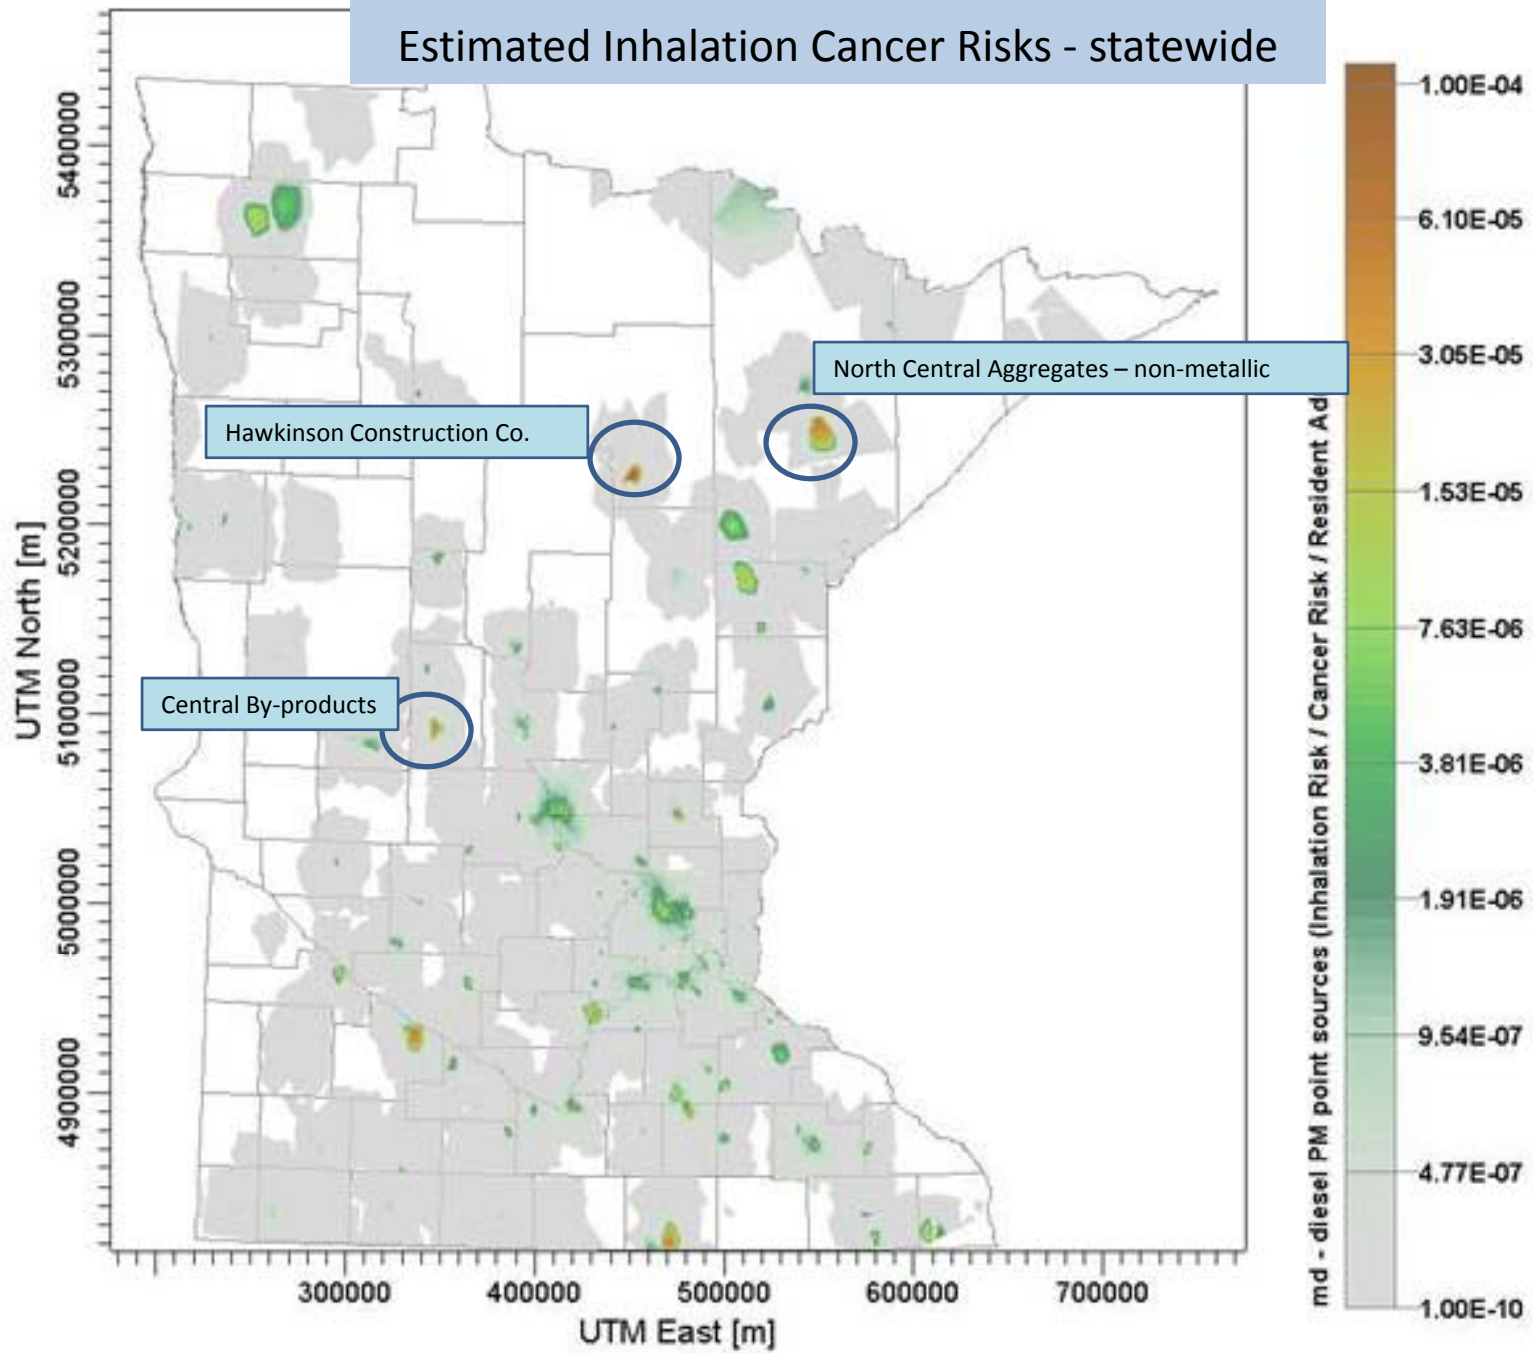 Estimated Inhalation Cancer Risks - statewide
1.00E-04
6.10E-05
3.05E-05
1.53E-05
7.63E-06
3.81E-06
1.91E-06
9.54E-07
4.77E-07
1.00E-10
md - diesel PM point sources (Inhalation Risk / Cancer Risk / Resident Ad
North Central Aggregates – non-metallic
Hawkinson Construction Co.
Central By-products
UTM North [m]
5400000
5300000
5200000
5100000
5000000
4900000
300000 400000 500000 600000 700000
UTM East [m]